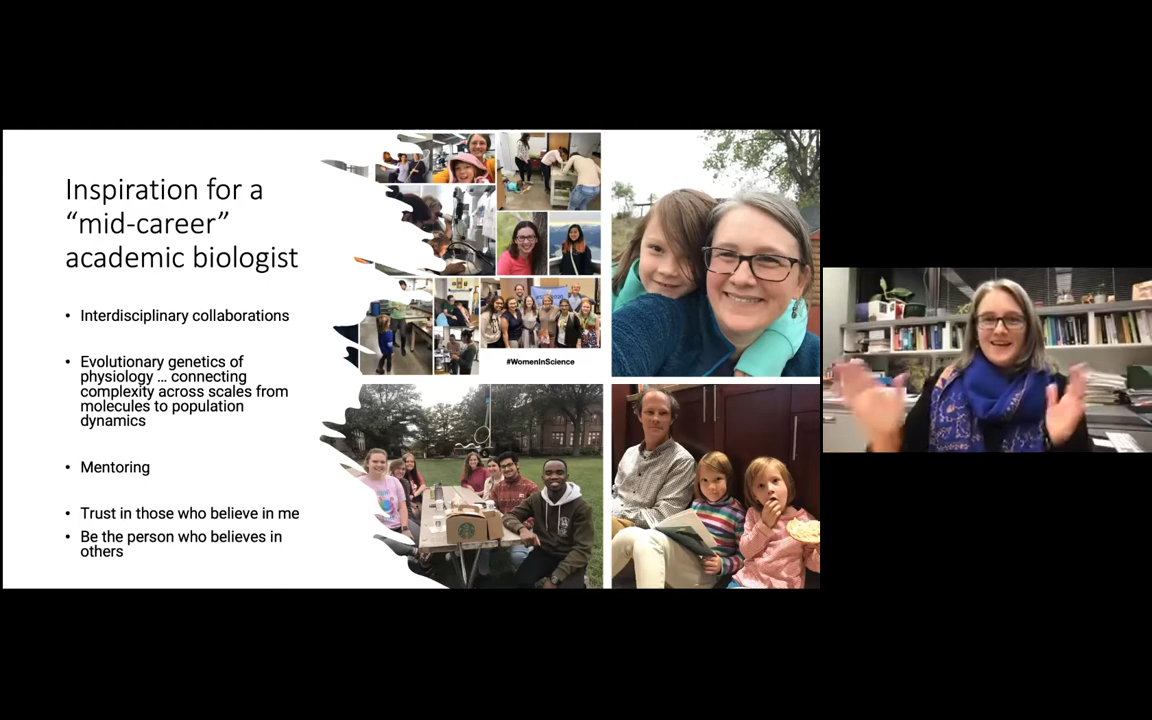 Inspiration for a
“mid-career”
academic biologist
• Interdisciplinary collaborations
• Evolutionary genetics of
physiology ... connecting
complexity across scales from
molecules to population
dynamics
• Mentoring
• Trust in those who believe in me
• Be the person who believes in
others
#WomenInScience